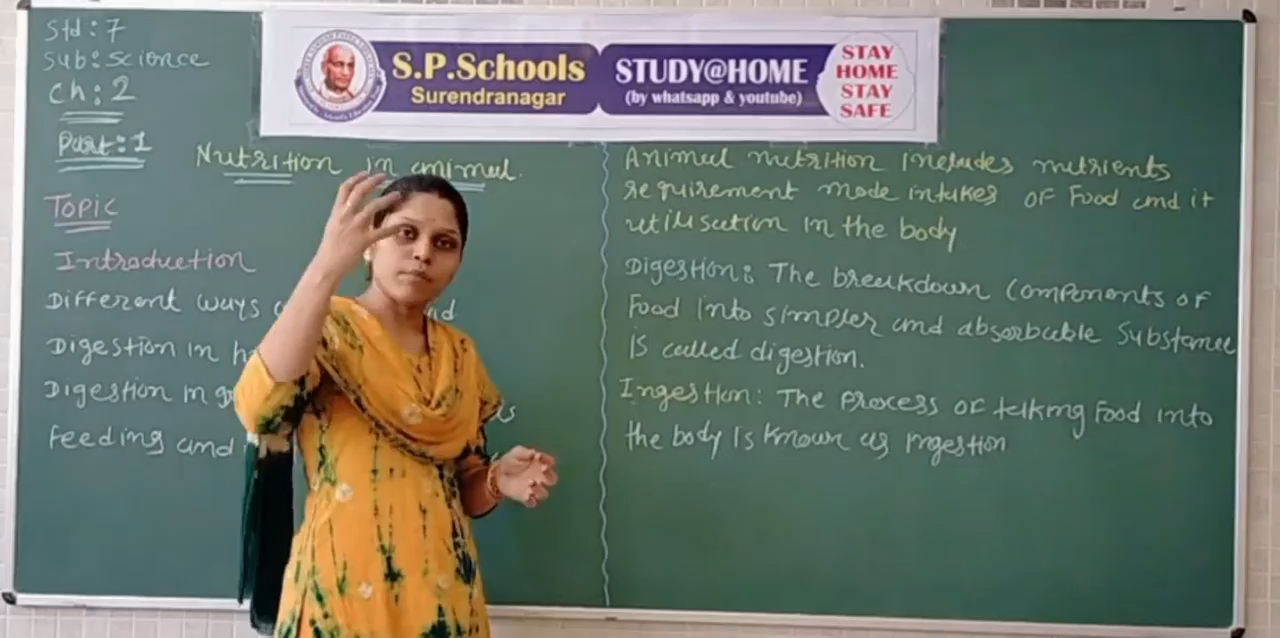 Std: 7
Sub: Science
Ch: 2
Part: 1
Nutrition in animal.
TOPIC
Introduction
Different ways
Digestion in
Digestion in
Feeding and
S.P.Schools
Surendranagar
STUDY@HOME
(by whatsapp & youtube)
STAY
HOME
STAY
SAFE
Animal nutrition includes nutrients
requirement mode intakes of Food and it
utilisation in the body
Digestion: The breakdown components of
Food into simpler and absorbable substance
is called digestion.
Ingestion: The process of talking Food into
the body is known as ingestion